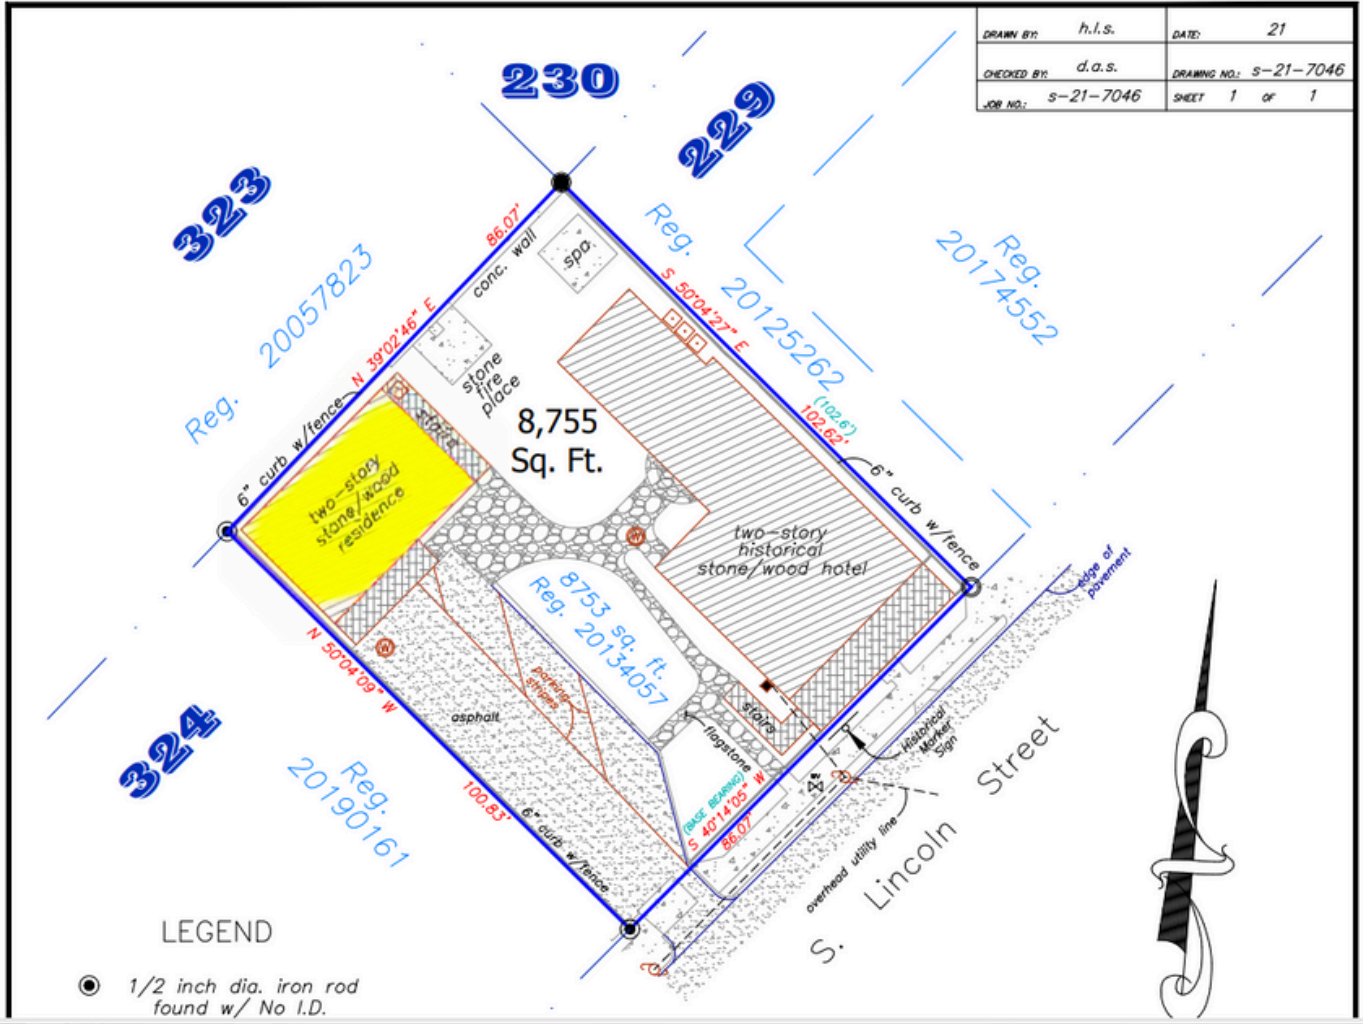 DRAWN BY: h.l.s.
DATE: 21
CHECKED BY: d.a.s.
DRAWING NO.: s-21-7046
JOB NO.: s-21-7046
SHEET 1 OF 1
230
229
323
324
Reg. 20057823
Reg. 20125262
Reg.
20174552
Reg.
20190161
86.07'
N 39°02'46" E
conc. wall
spa
S 50°04'27" E
(102.6')
102.62'
6" curb w/fence
6" curb w/fence
stone
fire
place
stairs
8,755
Sq. Ft.
two-story
stone/wood
residence
two-story
historical
stone/wood hotel
W
W
8753 sq. ft.
Reg. 20134057
edge of
pavement
N 50°04'09" W
100.83'
parking
stripes
asphalt
stairs
flagstone
Historical
Marker
Sign
(BASE BEARING)
S 40°14'05" W
86.07'
WV
6" curb w/fence
overhead utility line
S. Lincoln Street
LEGEND
1/2 inch dia. iron rod
found w/ No I.D.